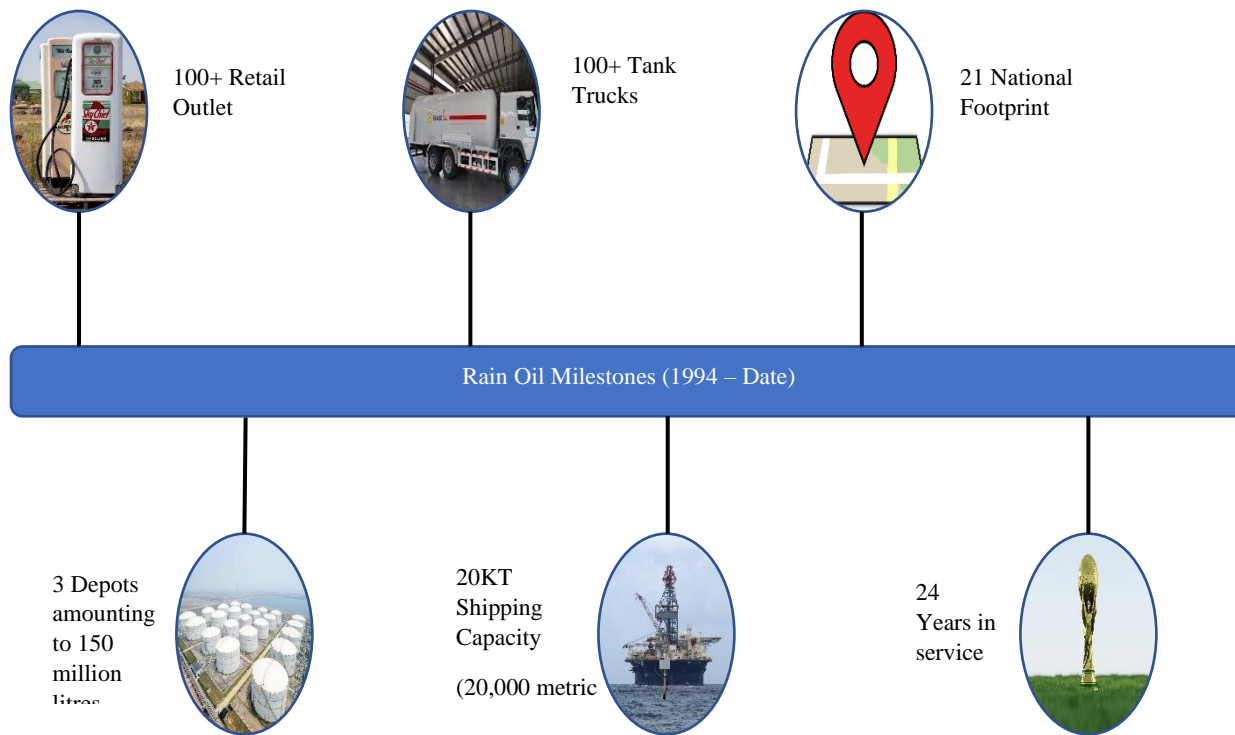 100+ Retail
Outlet
100+ Tank
Trucks
21 National
Footprint
Rain Oil Milestones (1994 – Date)
3 Depots
amounting
to 150
million
litres
20KT
Shipping
Capacity
(20,000 metric
24
Years in
service